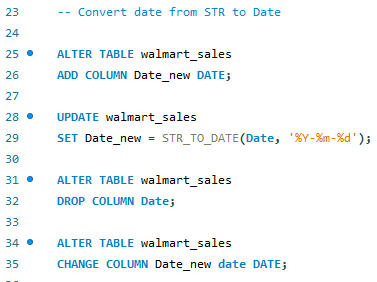 23 -- Convert date from STR to Date
24
25 ALTER TABLE walmart_sales
26 ADD COLUMN Date_new DATE;
27
28 UPDATE walmart_sales
29 SET Date_new = STR_TO_DATE(Date, '%Y-%m-%d');
30
31 ALTER TABLE walmart_sales
32 DROP COLUMN Date;
33
34 ALTER TABLE walmart_sales
35 CHANGE COLUMN Date_new date DATE;